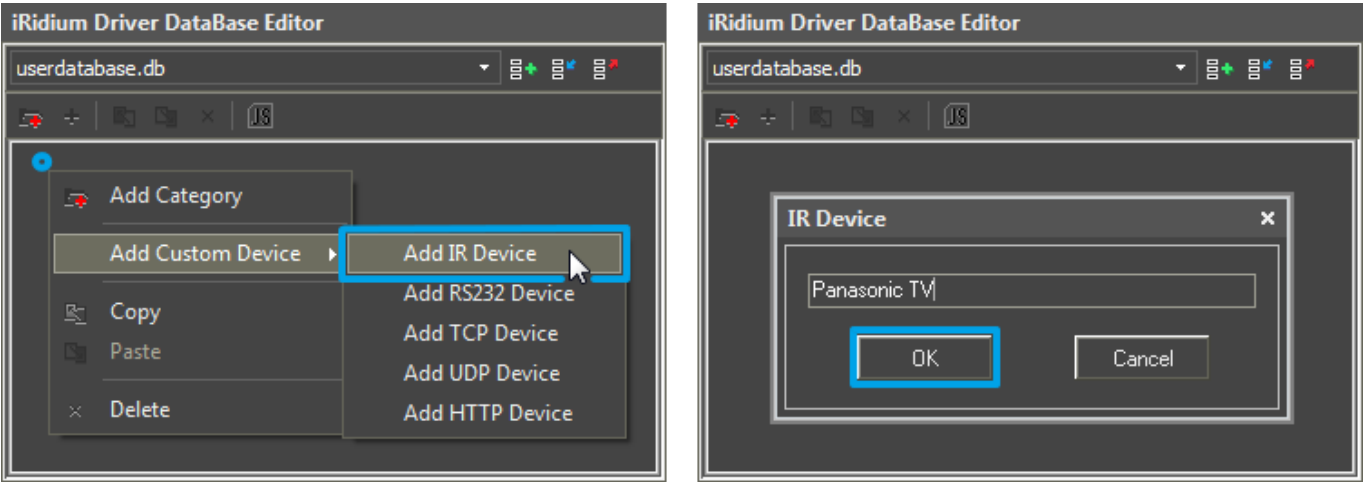 iRidium Driver DataBase Editor
userdatabase.db
JS
Add Category
Add Custom Device
Add IR Device
Add RS232 Device
Add TCP Device
Add UDP Device
Add HTTP Device
Copy
Paste
Delete
iRidium Driver DataBase Editor
userdatabase.db
JS
IR Device
Panasonic TV
OK
Cancel